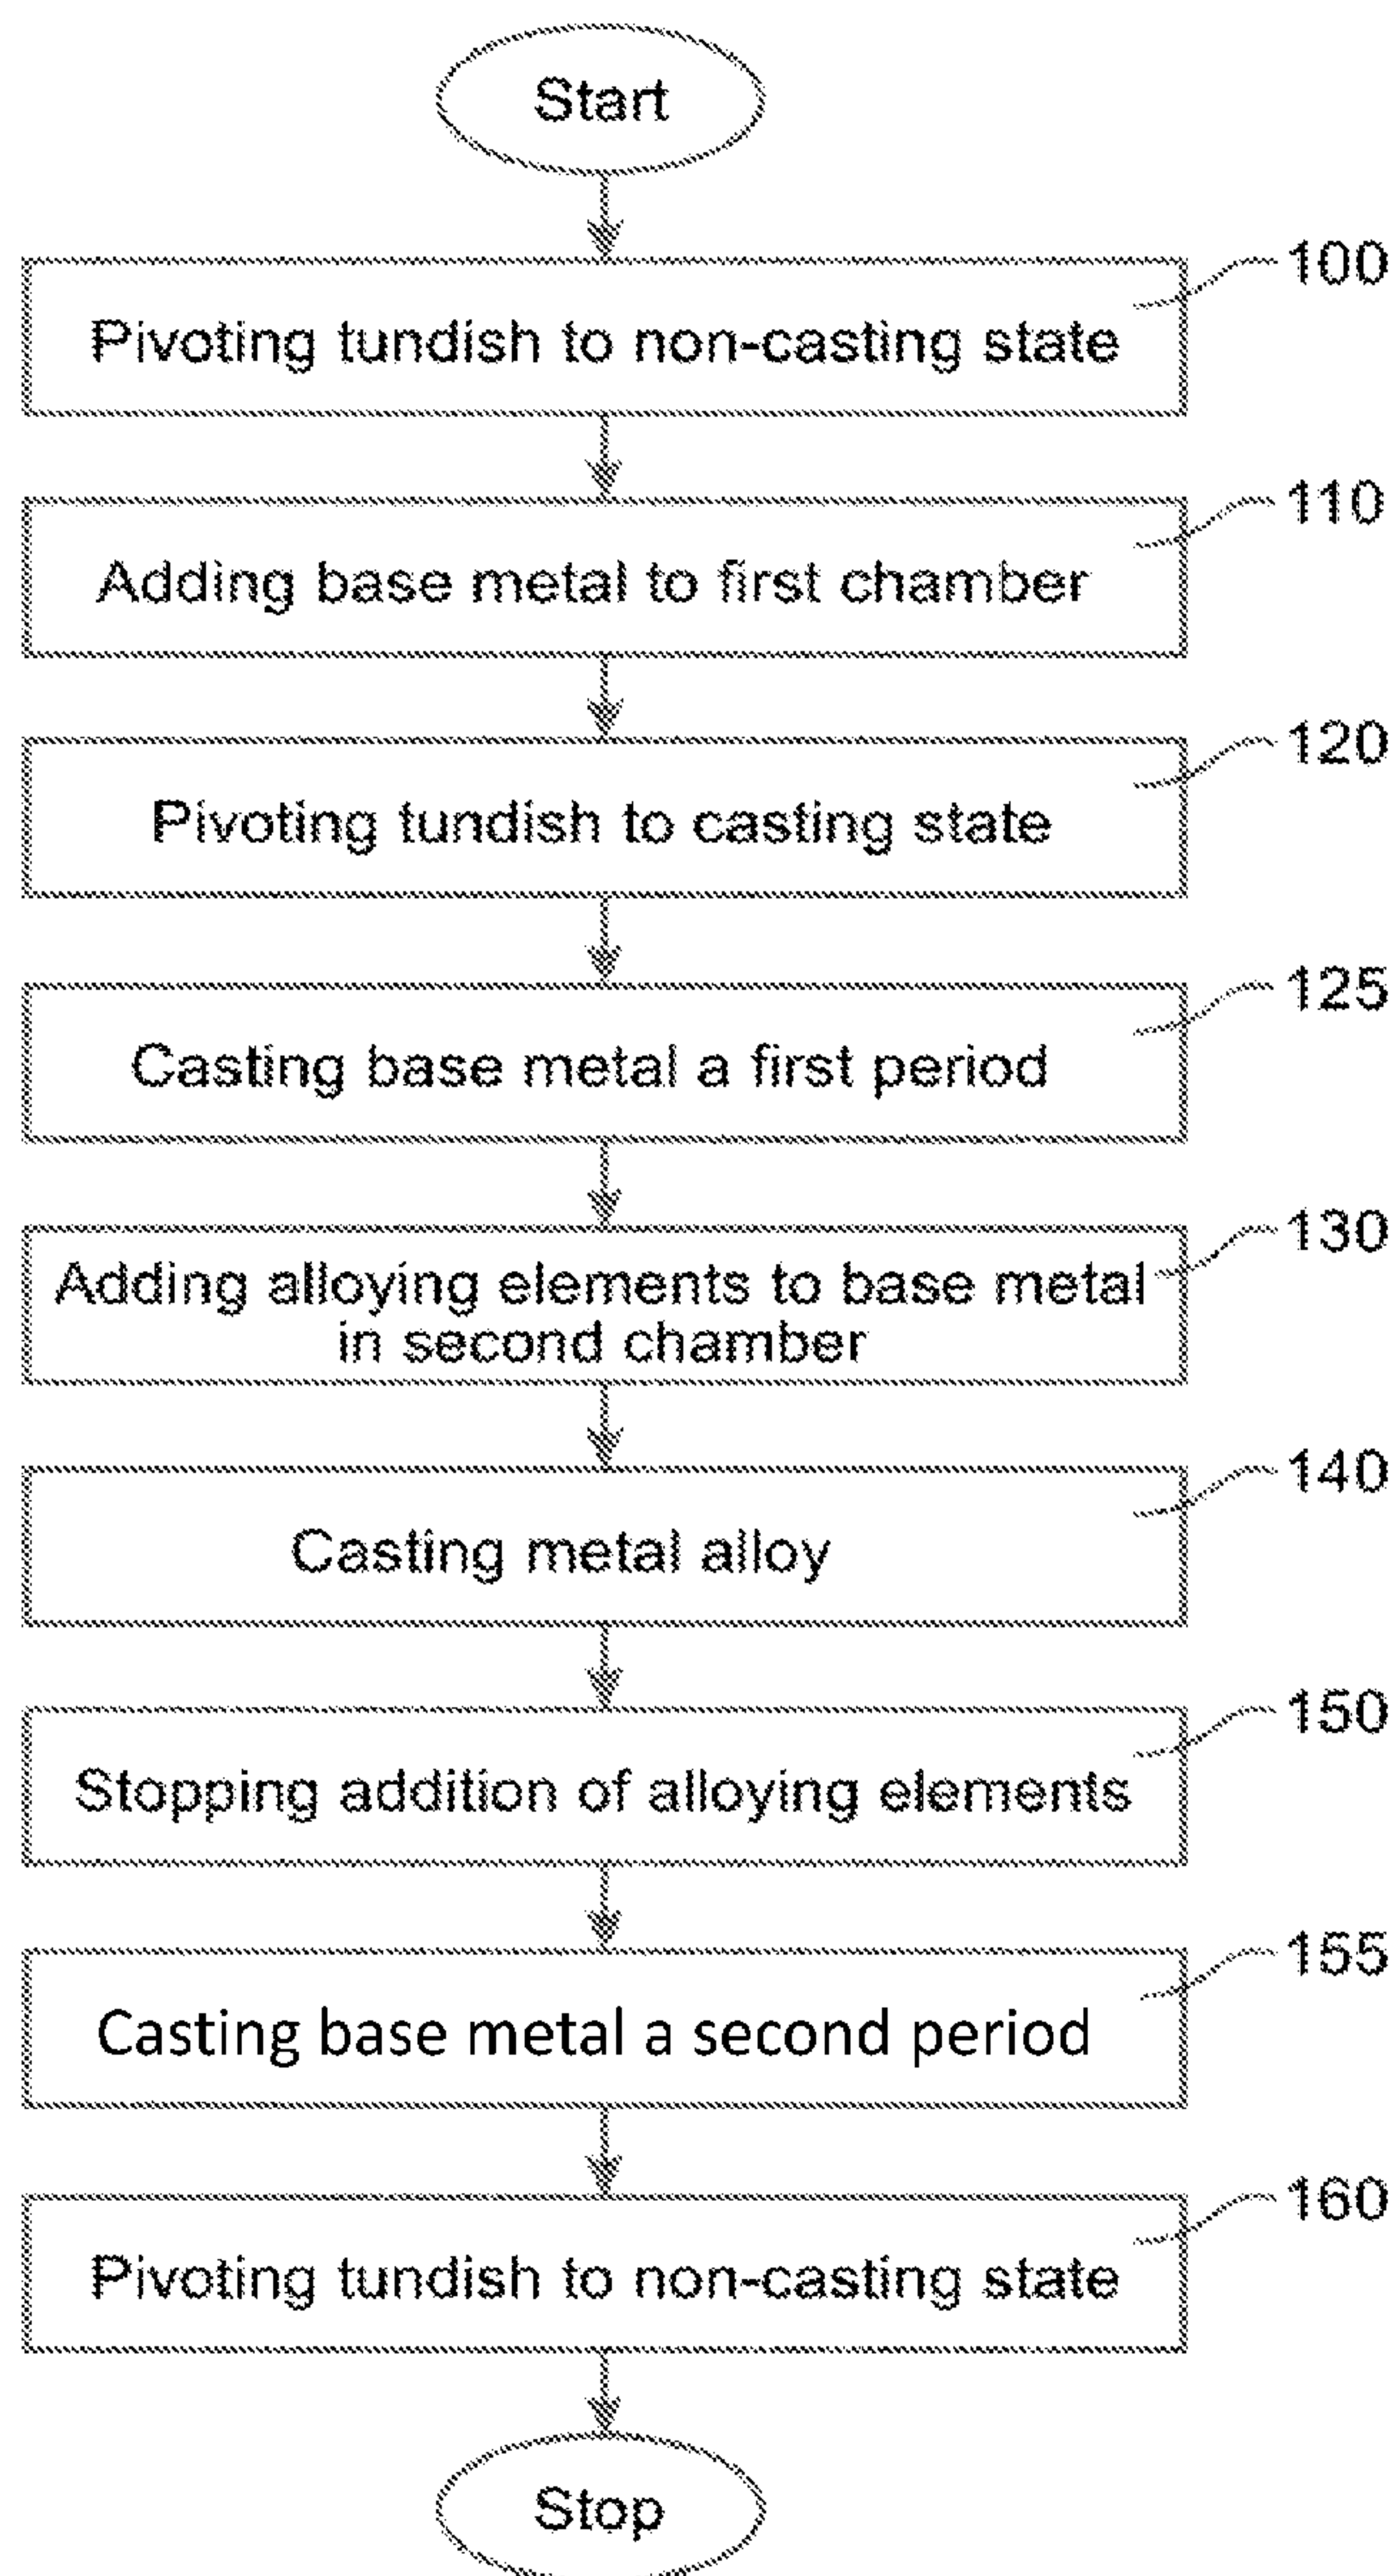 Start
100
Pivoting tundish to non-casting state
110
Adding base metal to first chamber
120
Pivoting tundish to casting state
125
Casting base metal a first period
130
Adding alloying elements to base metal
in second chamber
140
Casting metal alloy
150
Stopping addition of alloying elements
155
Casting base metal a second period
160
Pivoting tundish to non-casting state
Stop